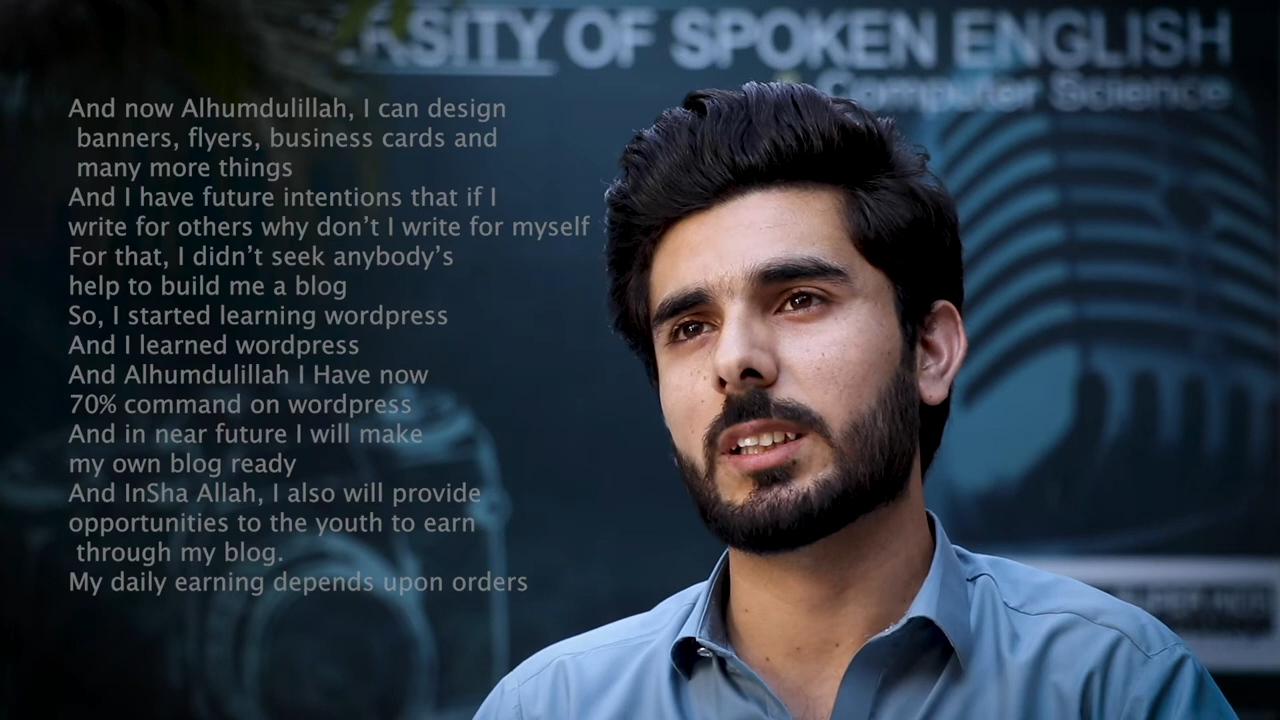 ERSITY OF SPOKEN ENGLISH
Computer Science
And now Alhumdulillah, I can design
banners, flyers, business cards and
many more things
And I have future intentions that if I
write for others why don’t I write for myself
For that, I didn’t seek anybody’s
help to build me a blog
So, I started learning wordpress
And I learned wordpress
And Alhumdulillah I Have now
70% command on wordpress
And in near future I will make
my own blog ready
And InSha Allah, I also will provide
opportunities to the youth to earn
through my blog.
My daily earning depends upon orders